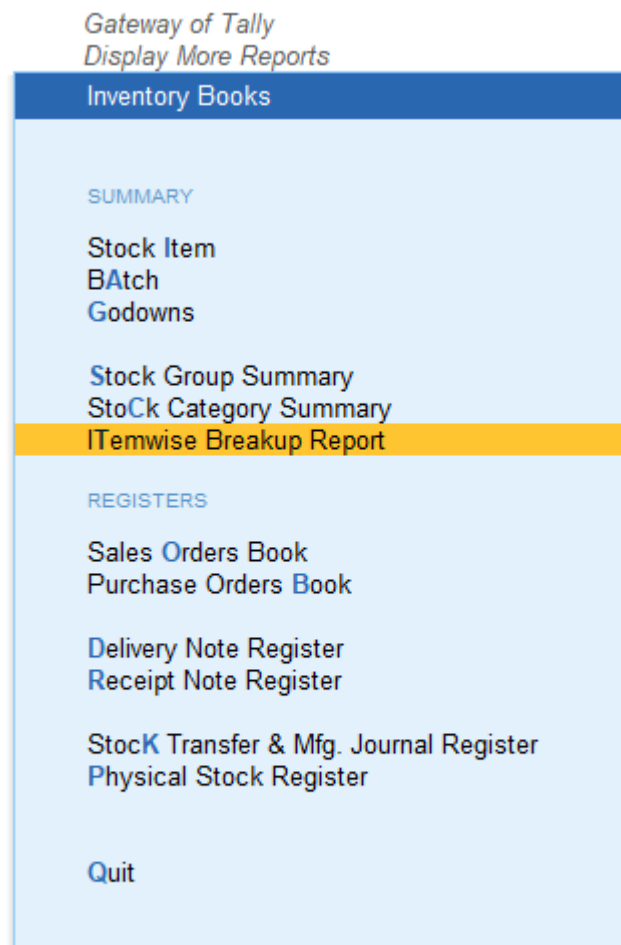 Gateway of Tally
Display More Reports
Inventory Books
SUMMARY
Stock Item
BAtch
Godowns
Stock Group Summary
StoCk Category Summary
ITemwise Breakup Report
REGISTERS
Sales Orders Book
Purchase Orders Book
Delivery Note Register
Receipt Note Register
StocK Transfer & Mfg. Journal Register
Physical Stock Register
Quit